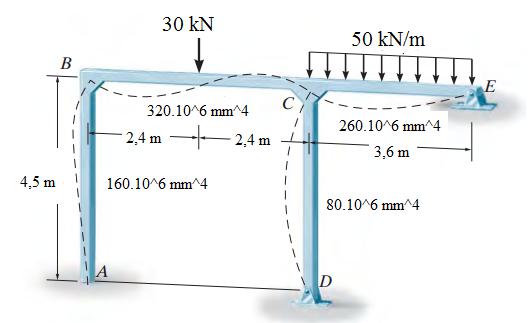 30 kN
50 kN/m
B
E
C
320.10^6 mm^4
260.10^6 mm^4
2,4 m
2,4 m
3,6 m
4,5 m
160.10^6 mm^4
80.10^6 mm^4
A
D